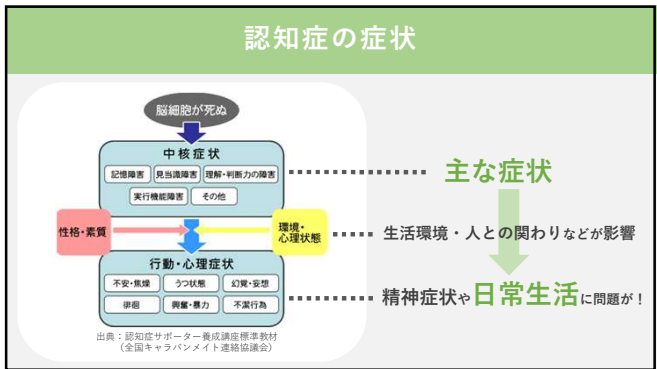 認知症の症状
脳細胞が死ぬ
中核症状
記憶障害 見当識障害 理解・判断力の障害
実行機能障害 その他
性格・素質
環境・
心理状態
行動・心理症状
不安・焦燥 うつ状態 幻覚・妄想
徘徊 興奮・暴力 不潔行為
出典：認知症サポーター養成講座標準教材
（全国キャラバンメイト連絡協議会）
主な症状
生活環境・人との関わりなどが影響
精神症状や日常生活に問題が！